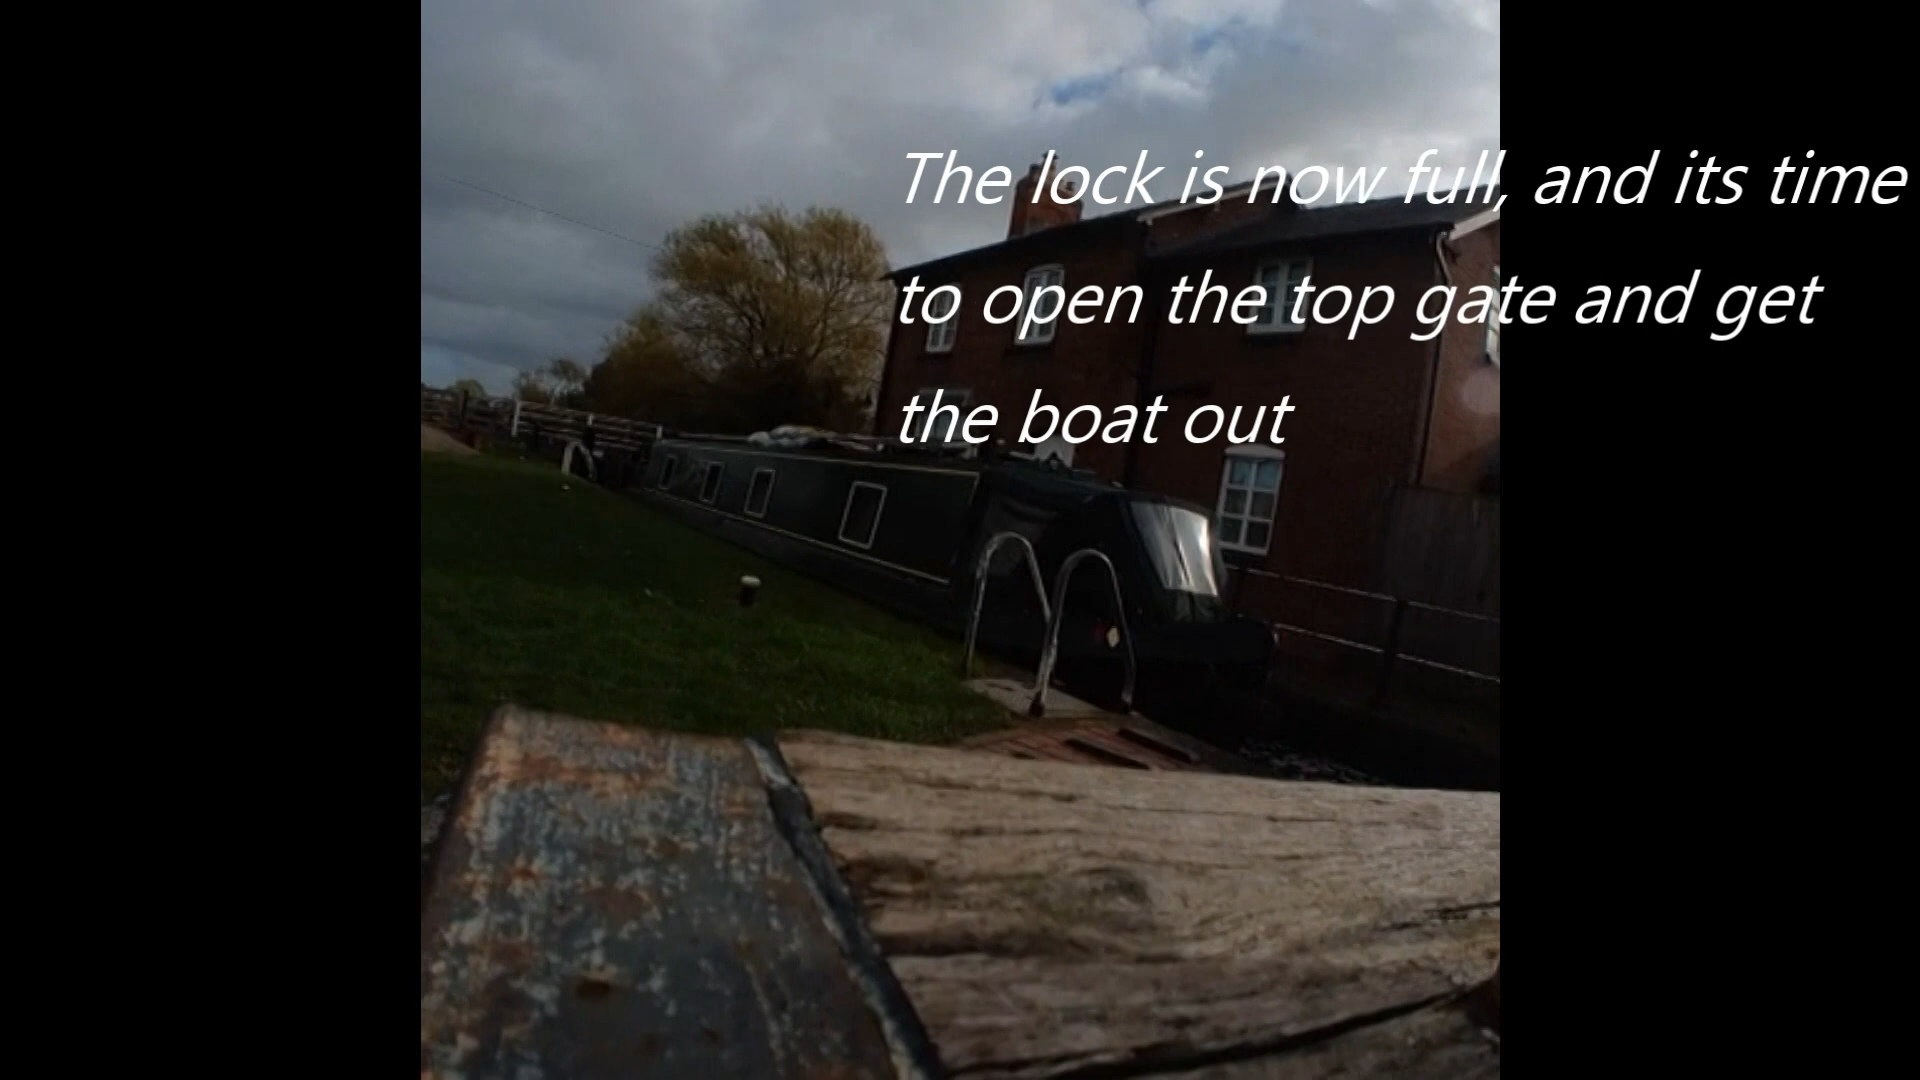 The lock is now full, and its time
to open the top gate and get
the boat out